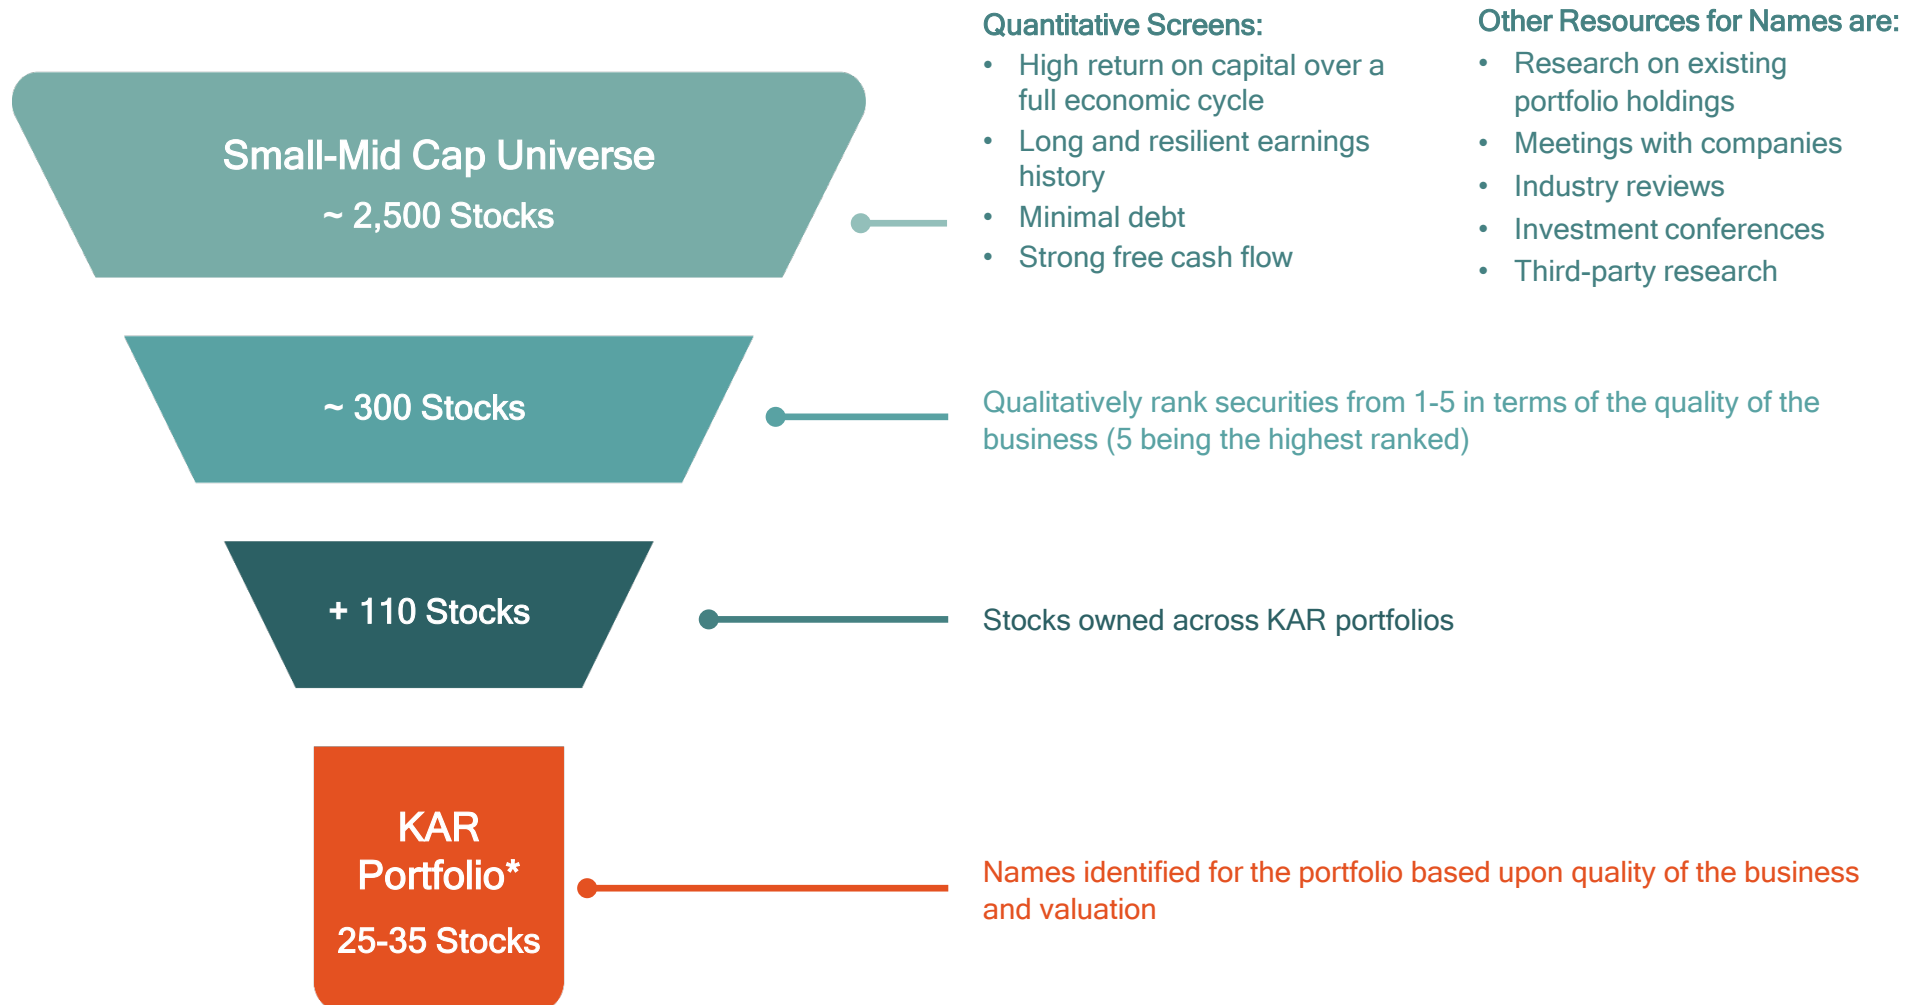 Quantitative Screens:
• High return on capital over a
full economic cycle
• Long and resilient earnings
history
• Minimal debt
• Strong free cash flow
Other Resources for Names are:
• Research on existing
portfolio holdings
• Meetings with companies
• Industry reviews
• Investment conferences
• Third-party research
Small-Mid Cap Universe
~ 2,500 Stocks
~ 300 Stocks
Qualitatively rank securities from 1-5 in terms of the quality of the
business (5 being the highest ranked)
+ 110 Stocks
Stocks owned across KAR portfolios
KAR
Portfolio*
25-35 Stocks
Names identified for the portfolio based upon quality of the business
and valuation